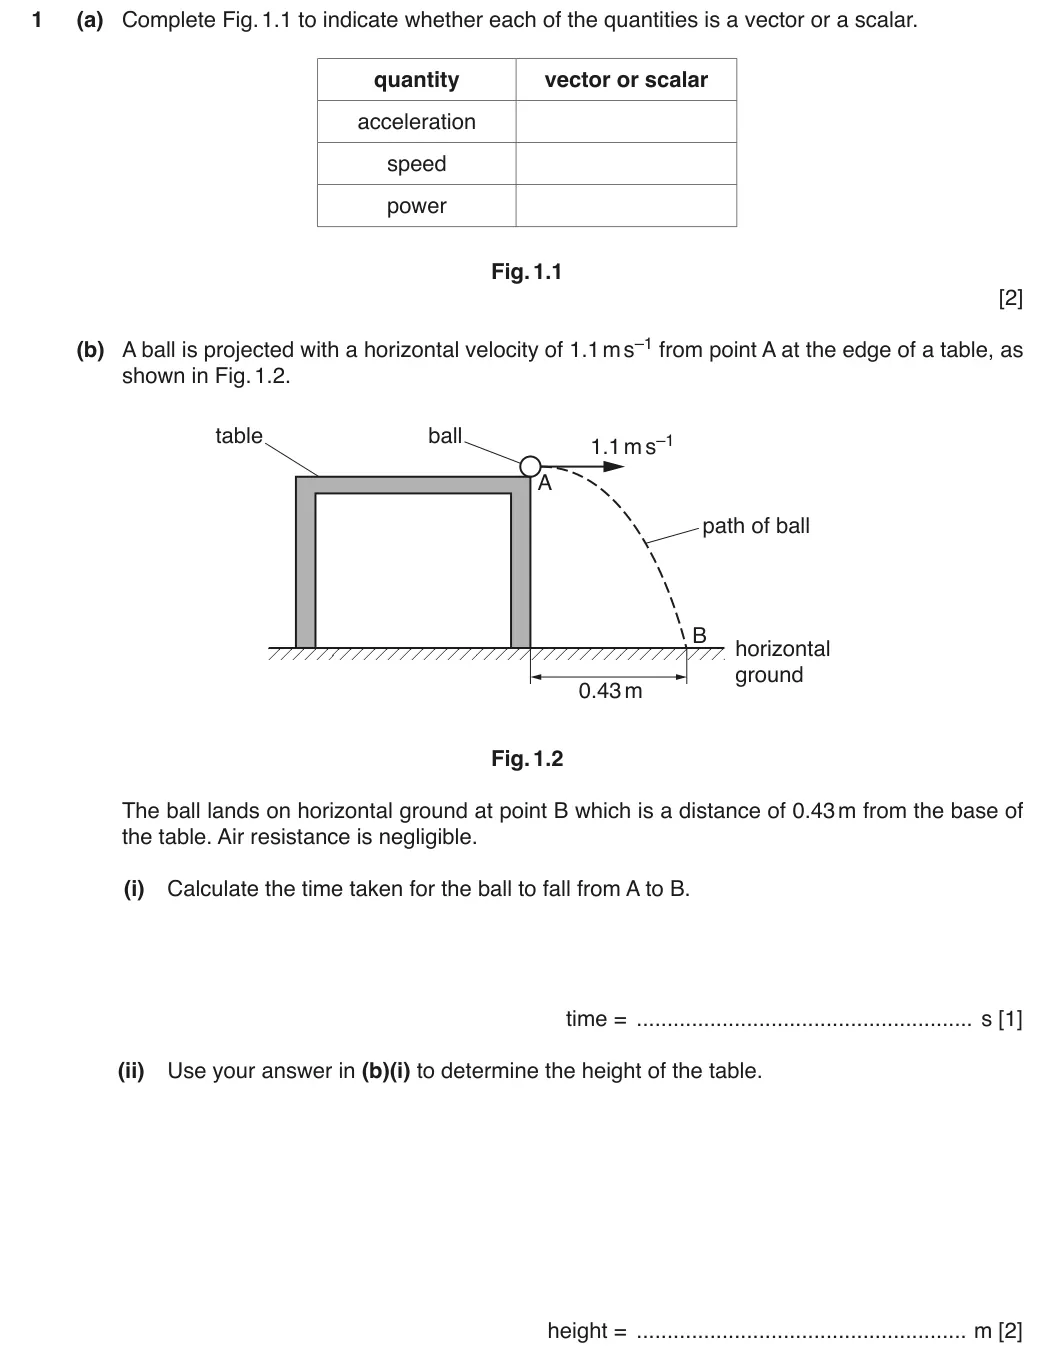 1 (a) Complete Fig. 1.1 to indicate whether each of the quantities is a vector or a scalar.
quantity vector or scalar
acceleration
speed
power
Fig. 1.1
[2]
(b) A ball is projected with a horizontal velocity of 1.1 m s⁻¹ from point A at the edge of a table, as
shown in Fig. 1.2.
table ball 1.1 m s⁻¹
A
path of ball
B
horizontal
ground
0.43 m
Fig. 1.2
The ball lands on horizontal ground at point B which is a distance of 0.43 m from the base of
the table. Air resistance is negligible.
(i) Calculate the time taken for the ball to fall from A to B.
time = ....................................................... s [1]
(ii) Use your answer in (b)(i) to determine the height of the table.
height = ...................................................... m [2]